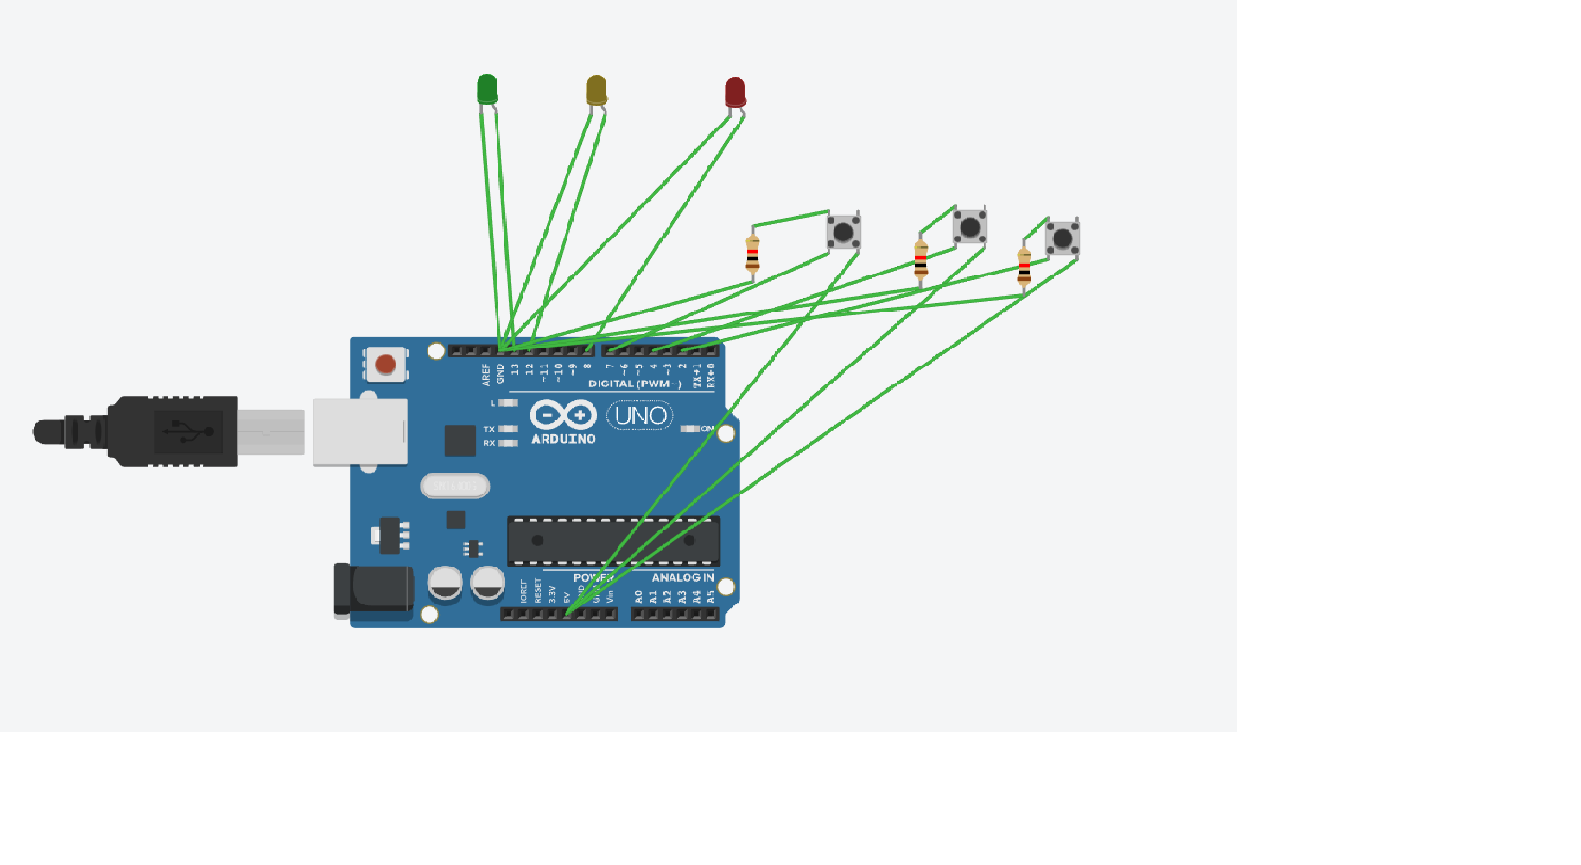 AREF
GND
13
12
~11
~10
~9
8
7
~6
~5
4
~3
2
TX→1
RX←0
DIGITAL (PWM~)
L
TX
RX
UNO
ON
ARDUINO
POWER
ANALOG IN
IOREF
RESET
3.3V
5V
GND
Vin
A0
A1
A2
A3
A4
A5